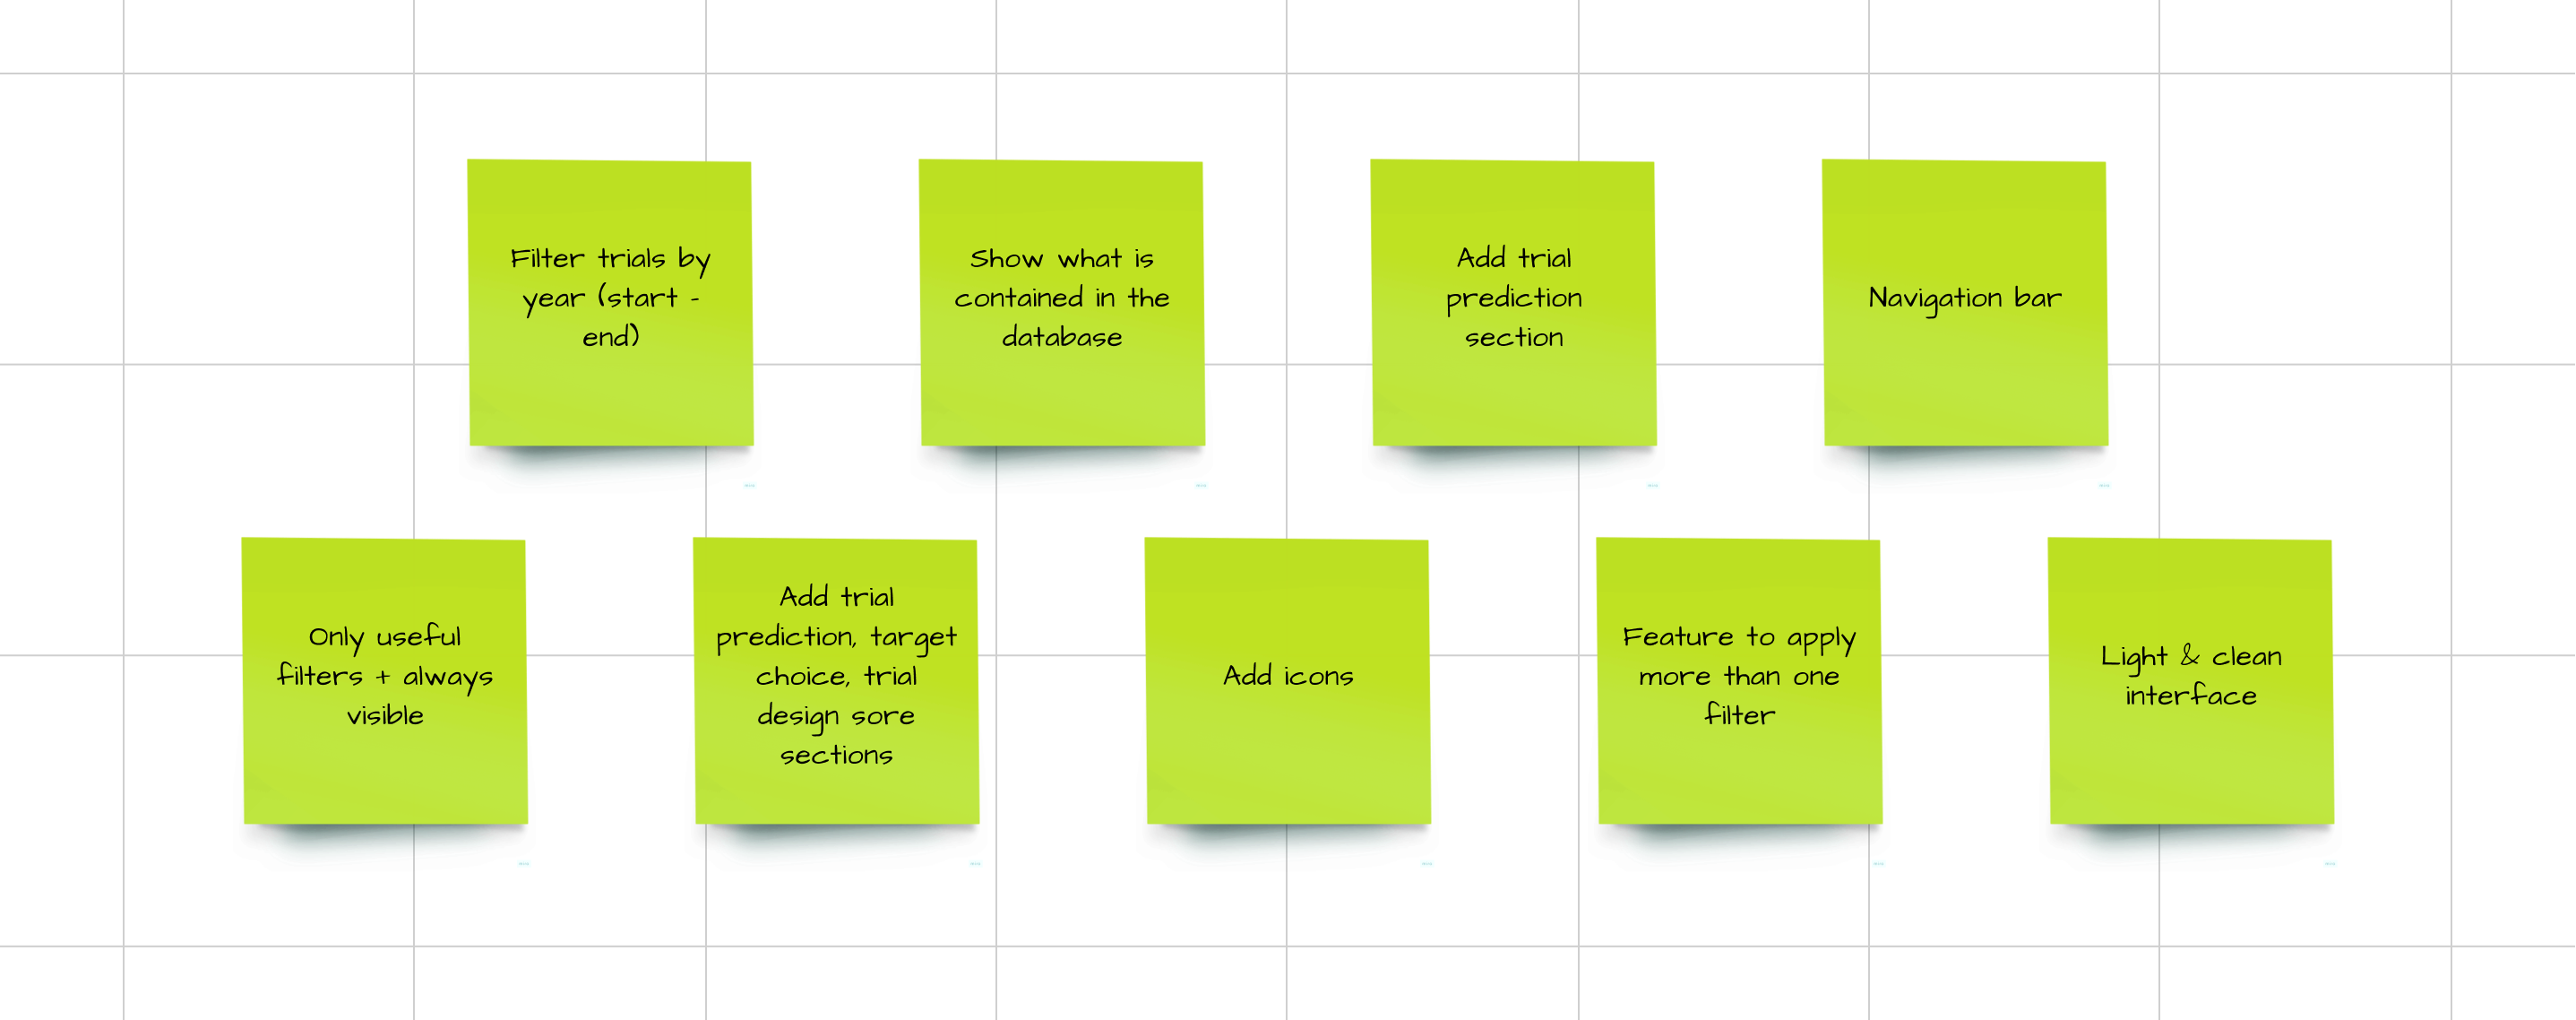 Filter trials by
year (start -
end)
Show what is
contained in the
database
Add trial
prediction
section
Navigation bar
Only useful
filters + always
visible
Add trial
prediction, target
choice, trial
design sore
sections
Add icons
Feature to apply
more than one
filter
Light & clean
interface